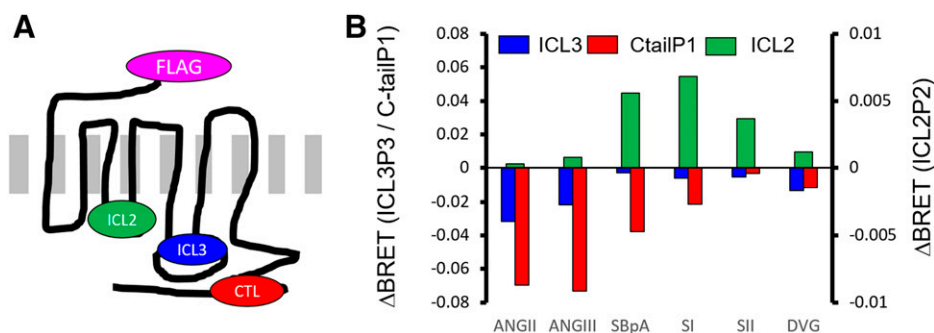 A
FLAG
ICL2
ICL3
CTL
B
ICL3 CtailP1 ICL2
ΔBRET (ICL3P3 / C-tailP1)
0.08
0.06
0.04
0.02
0
-0.02
-0.04
-0.06
-0.08
0.01
0.005
0
-0.005
-0.01
ΔBRET (ICL2P2)
ANGII ANGIII SBpA SI SII DVG